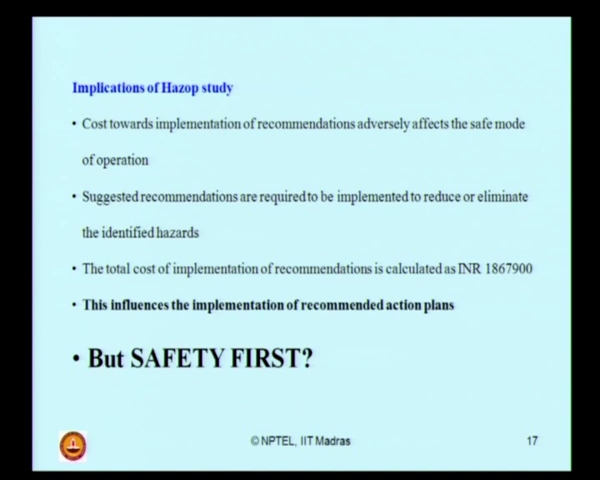 Implications of Hazop study
• Cost towards implementation of recommendations adversely affects the safe mode
of operation
• Suggested recommendations are required to be implemented to reduce or eliminate
the identified hazards
• The total cost of implementation of recommendations is calculated as INR 1867900
• This influences the implementation of recommended action plans
• But SAFETY FIRST?
© NPTEL, IIT Madras
17